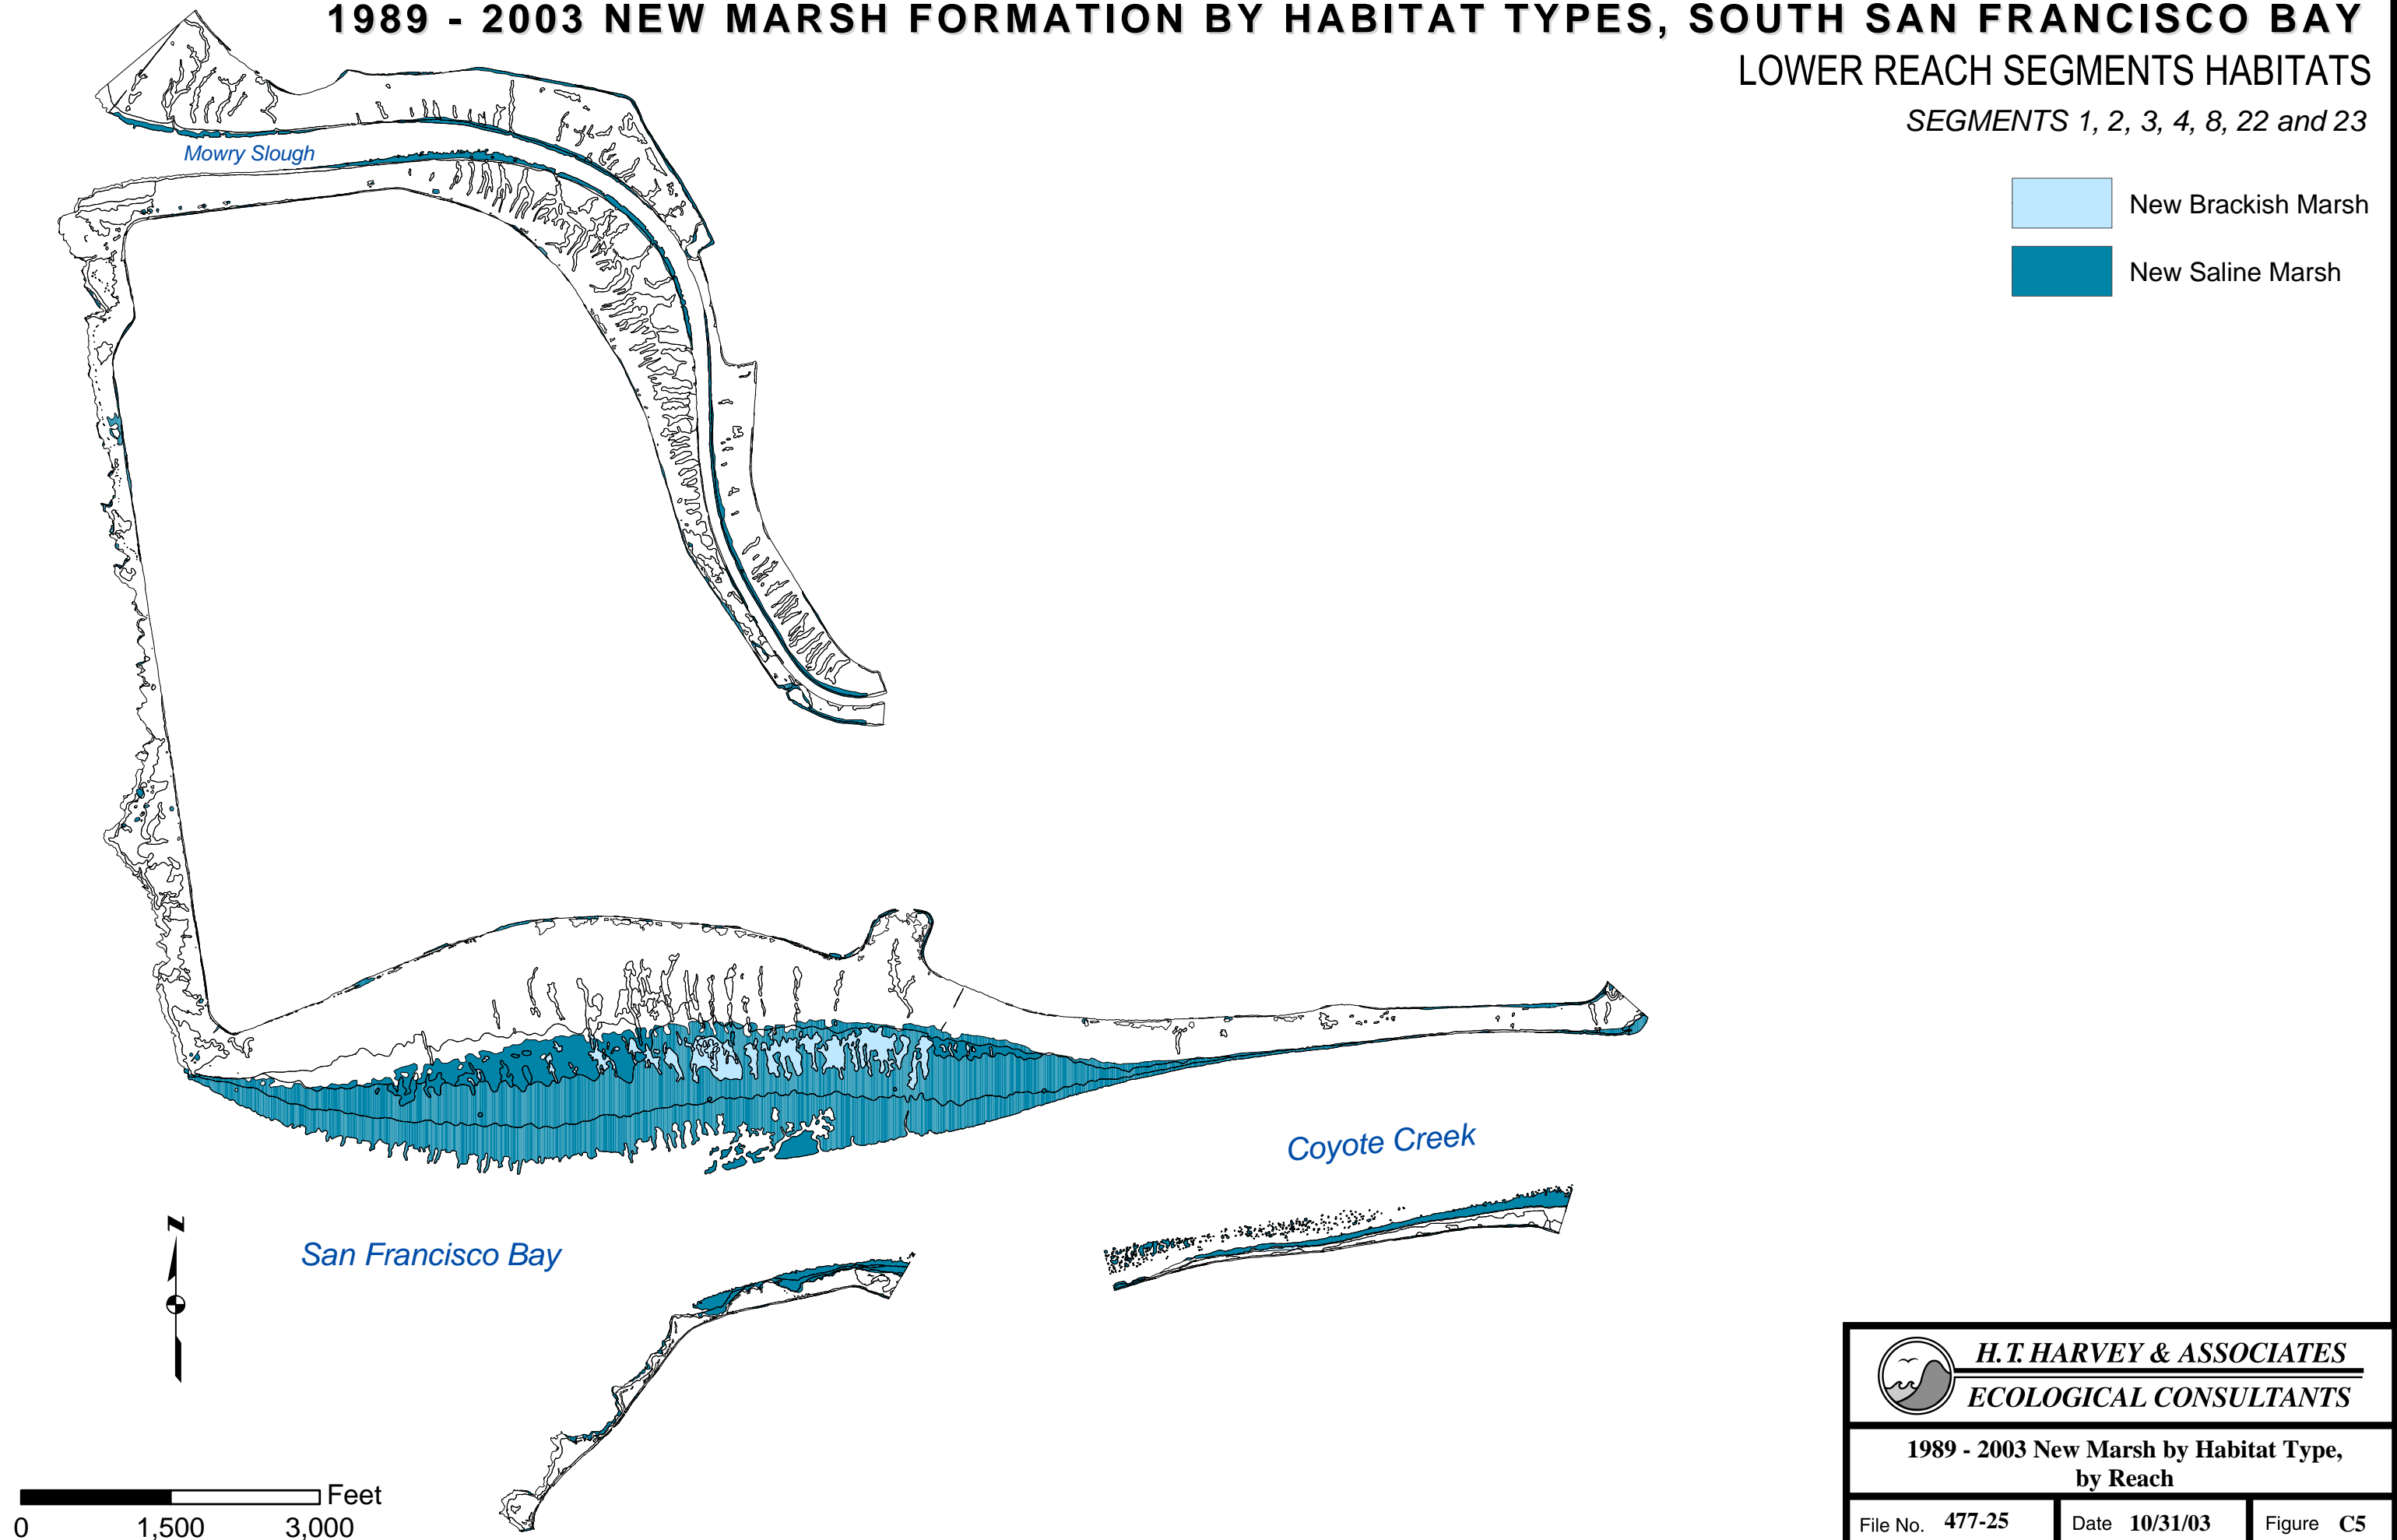 1989 - 2003 NEW MARSH FORMATION BY HABITAT TYPES, SOUTH SAN FRANCISCO BAY
LOWER REACH SEGMENTS HABITATS
SEGMENTS 1, 2, 3, 4, 8, 22 and 23
Mowry Slough
New Brackish Marsh
New Saline Marsh
Coyote Creek
San Francisco Bay
N
Feet
0 1,500 3,000
H.T. HARVEY & ASSOCIATES
ECOLOGICAL CONSULTANTS
1989 - 2003 New Marsh by Habitat Type,
by Reach
File No. 477-25 Date 10/31/03 Figure C5